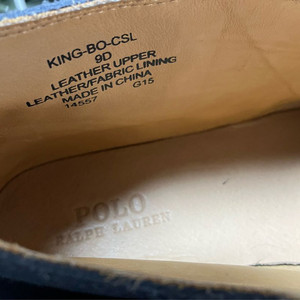 KING-BO-CSL
9D
LEATHER UPPER
LEATHER/FABRIC LINING
MADE IN CHINA
14557 G15
POLO
RALPH LAUREN